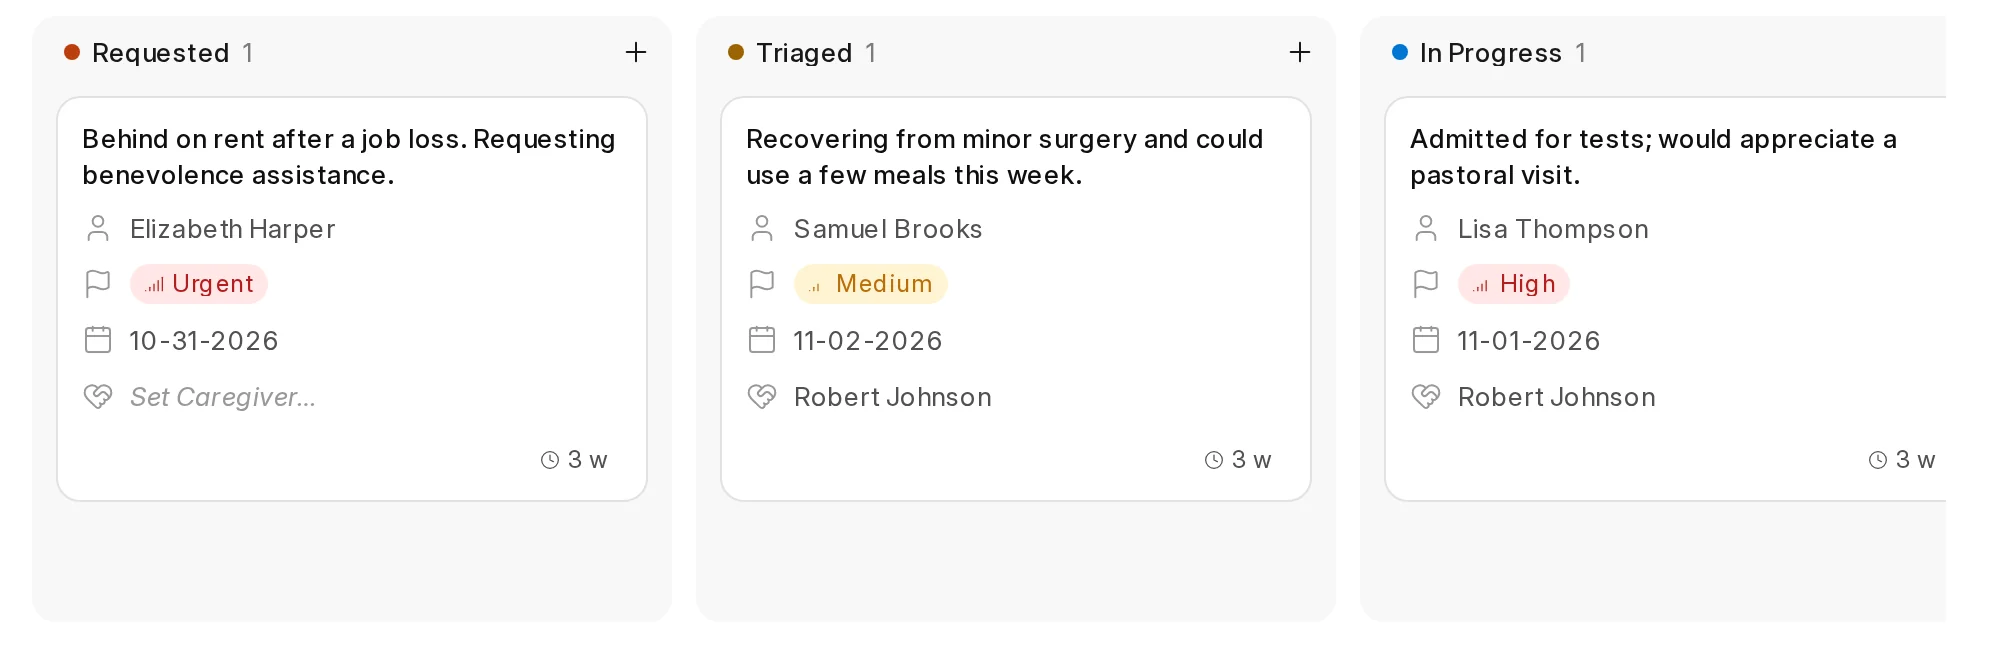 Requested 1
Behind on rent after a job loss. Requesting
benevolence assistance.
Elizabeth Harper
Urgent
10-31-2026
Set Caregiver...
3 w
Triaged 1
Recovering from minor surgery and could
use a few meals this week.
Samuel Brooks
Medium
11-02-2026
Robert Johnson
3 w
In Progress 1
Admitted for tests; would appreciate a
pastoral visit.
Lisa Thompson
High
11-01-2026
Robert Johnson
3 w